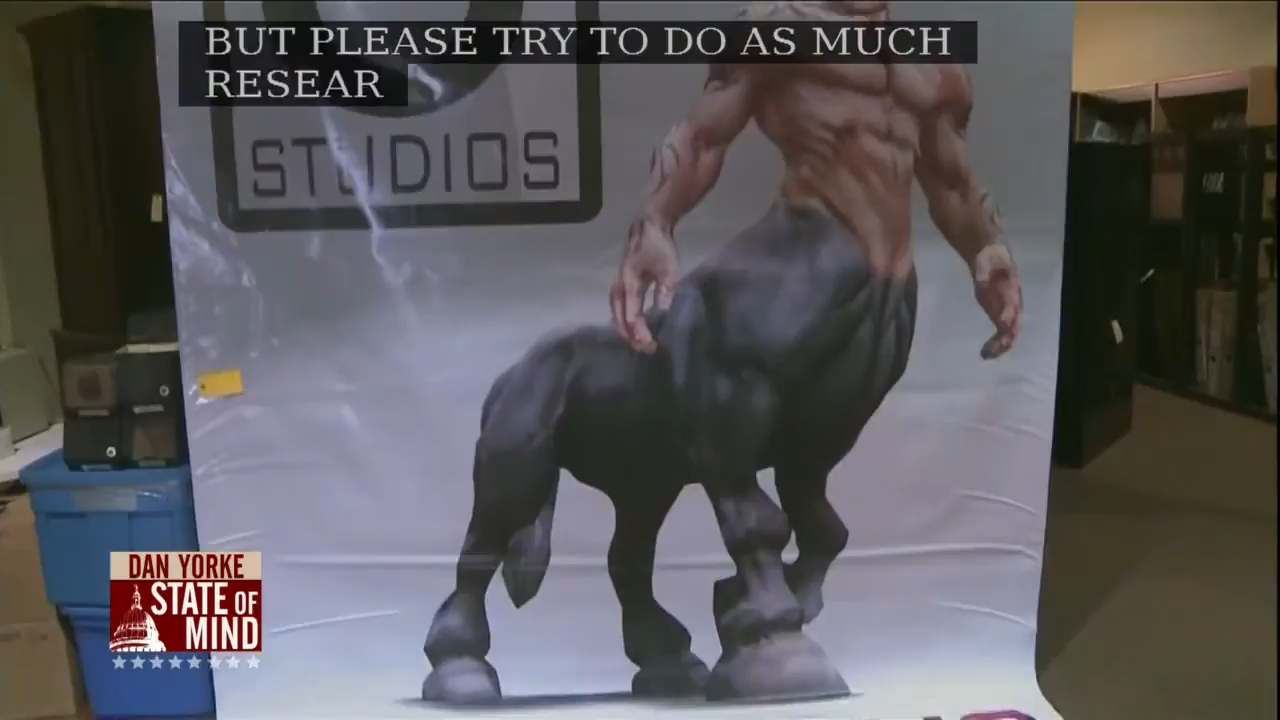 BUT PLEASE TRY TO DO AS MUCH
RESEAR
STUDIOS
DAN YORKE
STATE OF
MIND